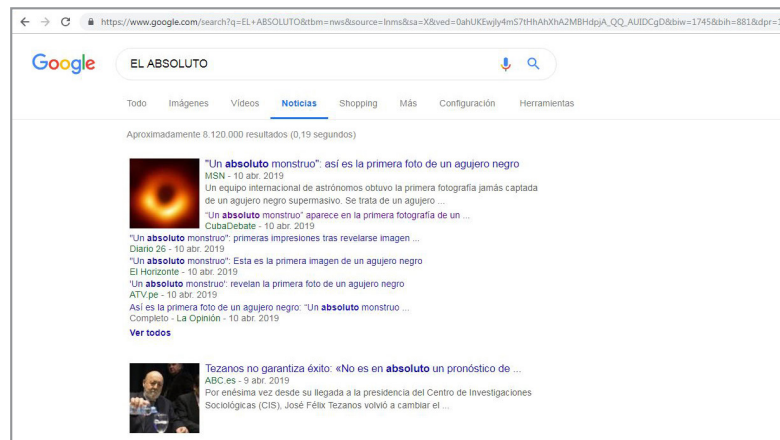 https://www.google.com/search?q=EL+ABSOLUTO&tbm=nws&source=lnms&sa=X&ved=0ahUKEwjly4mS7tHhAhXhA2MBHdpjA_QQ_AUIDCgD&biw=1745&bih=881&dpr=1
Google EL ABSOLUTO
Todo Imágenes Vídeos Noticias Shopping Más Configuración Herramientas
Aproximadamente 8.120.000 resultados (0,19 segundos)
"Un absoluto monstruo": así es la primera foto de un agujero negro
MSN - 10 abr. 2019
Un equipo internacional de astrónomos obtuvo la primera fotografía jamás captada
de un agujero negro supermasivo. Se trata de un agujero ...
"Un absoluto monstruo" aparece en la primera fotografía de un ...
CubaDebate - 10 abr. 2019
"Un absoluto monstruo": primeras impresiones tras revelarse imagen ...
Diario 26 - 10 abr. 2019
"Un absoluto monstruo": Esta es la primera imagen de un agujero negro
El Horizonte - 10 abr. 2019
'Un absoluto monstruo': revelan la primera foto de un agujero negro
ATV.pe - 10 abr. 2019
Así es la primera foto de un agujero negro: "Un absoluto monstruo ...
Completo - La Opinión - 10 abr. 2019
Ver todos
Tezanos no garantiza éxito: «No es en absoluto un pronóstico de ...
ABC.es - 9 abr. 2019
Por enésima vez desde su llegada a la presidencia del Centro de Investigaciones
Sociológicas (CIS), José Félix Tezanos volvió a cambiar el ...